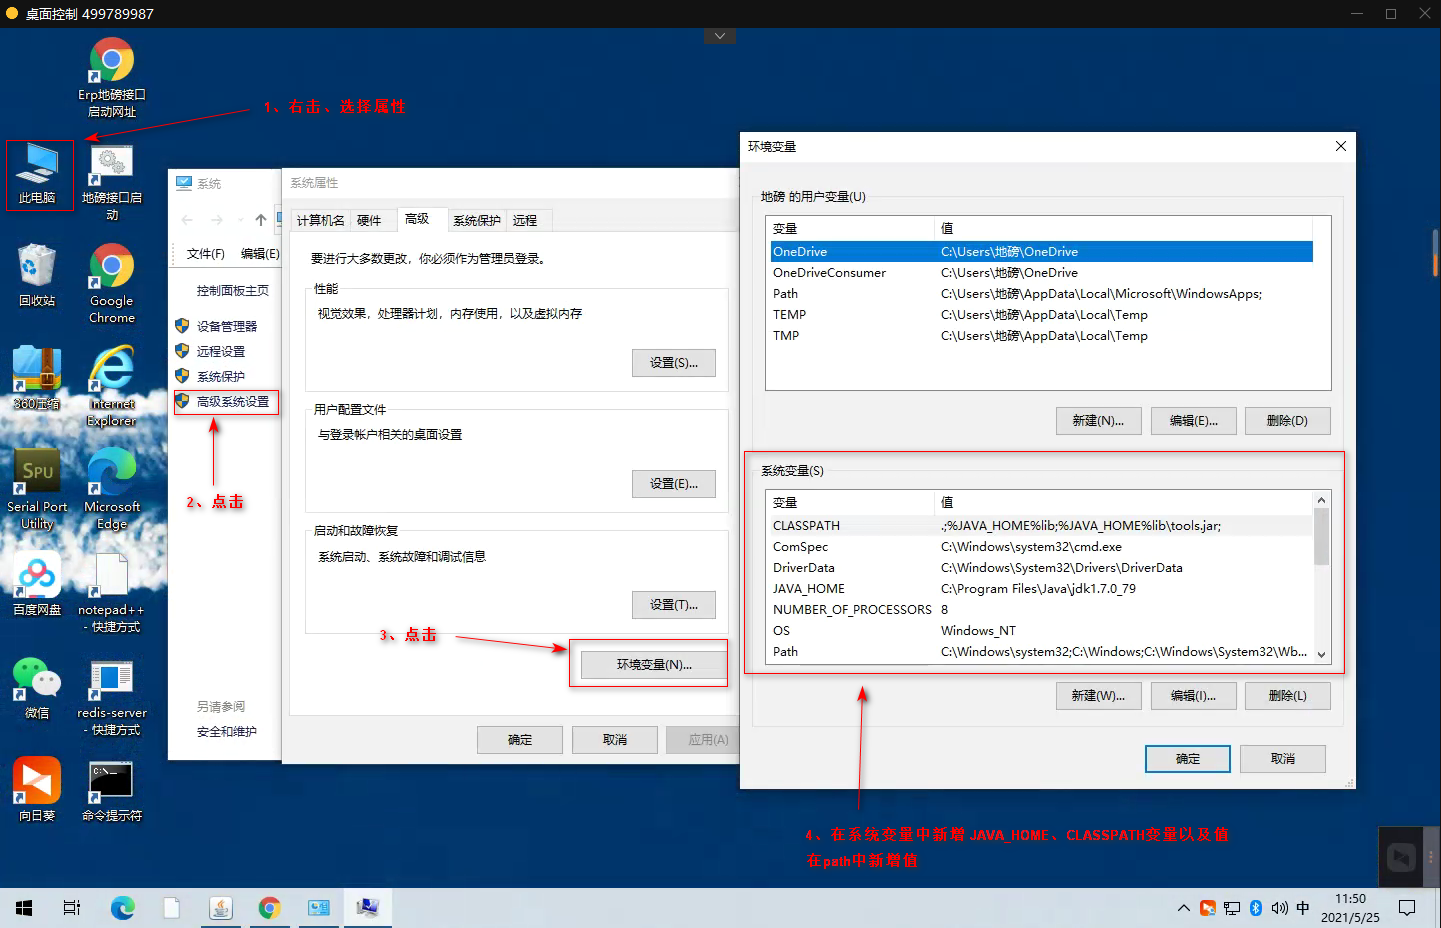 桌面控制 499789987
Erp地磅接口
启动网址
1、右击、选择属性
此电脑
地磅接口启
动
回收站
Google
Chrome
360压缩
Internet
Explorer
SPU
Serial Port
Utility
Microsoft
Edge
百度网盘
notepad++
- 快捷方式
微信
redis-server
- 快捷方式
向日葵
C:\_
命令提示符
系统
文件(F) 编辑(E)
控制面板主页
设备管理器
远程设置
系统保护
高级系统设置
2、点击
另请参阅
安全和维护
系统属性
计算机名 硬件 高级 系统保护 远程
要进行大多数更改，你必须作为管理员登录。
性能
视觉效果，处理器计划，内存使用，以及虚拟内存
设置(S)...
用户配置文件
与登录帐户相关的桌面设置
设置(E)...
启动和故障恢复
系统启动、系统故障和调试信息
设置(T)...
3、点击
环境变量(N)...
确定 取消 应用(A)
环境变量
地磅 的用户变量(U)
变量 值
OneDrive C:\Users\地磅\OneDrive
OneDriveConsumer C:\Users\地磅\OneDrive
Path C:\Users\地磅\AppData\Local\Microsoft\WindowsApps;
TEMP C:\Users\地磅\AppData\Local\Temp
TMP C:\Users\地磅\AppData\Local\Temp
新建(N)... 编辑(E)... 删除(D)
系统变量(S)
变量 值
CLASSPATH .;%JAVA_HOME%lib;%JAVA_HOME%lib\tools.jar;
ComSpec C:\Windows\system32\cmd.exe
DriverData C:\Windows\System32\Drivers\DriverData
JAVA_HOME C:\Program Files\Java\jdk1.7.0_79
NUMBER_OF_PROCESSORS 8
OS Windows_NT
Path C:\Windows\system32;C:\Windows;C:\Windows\System32\Wb...
新建(W)... 编辑(I)... 删除(L)
确定 取消
4、在系统变量中新增 JAVA_HOME、CLASSPATH变量以及值
在path中新增值
中
11:50
2021/5/25